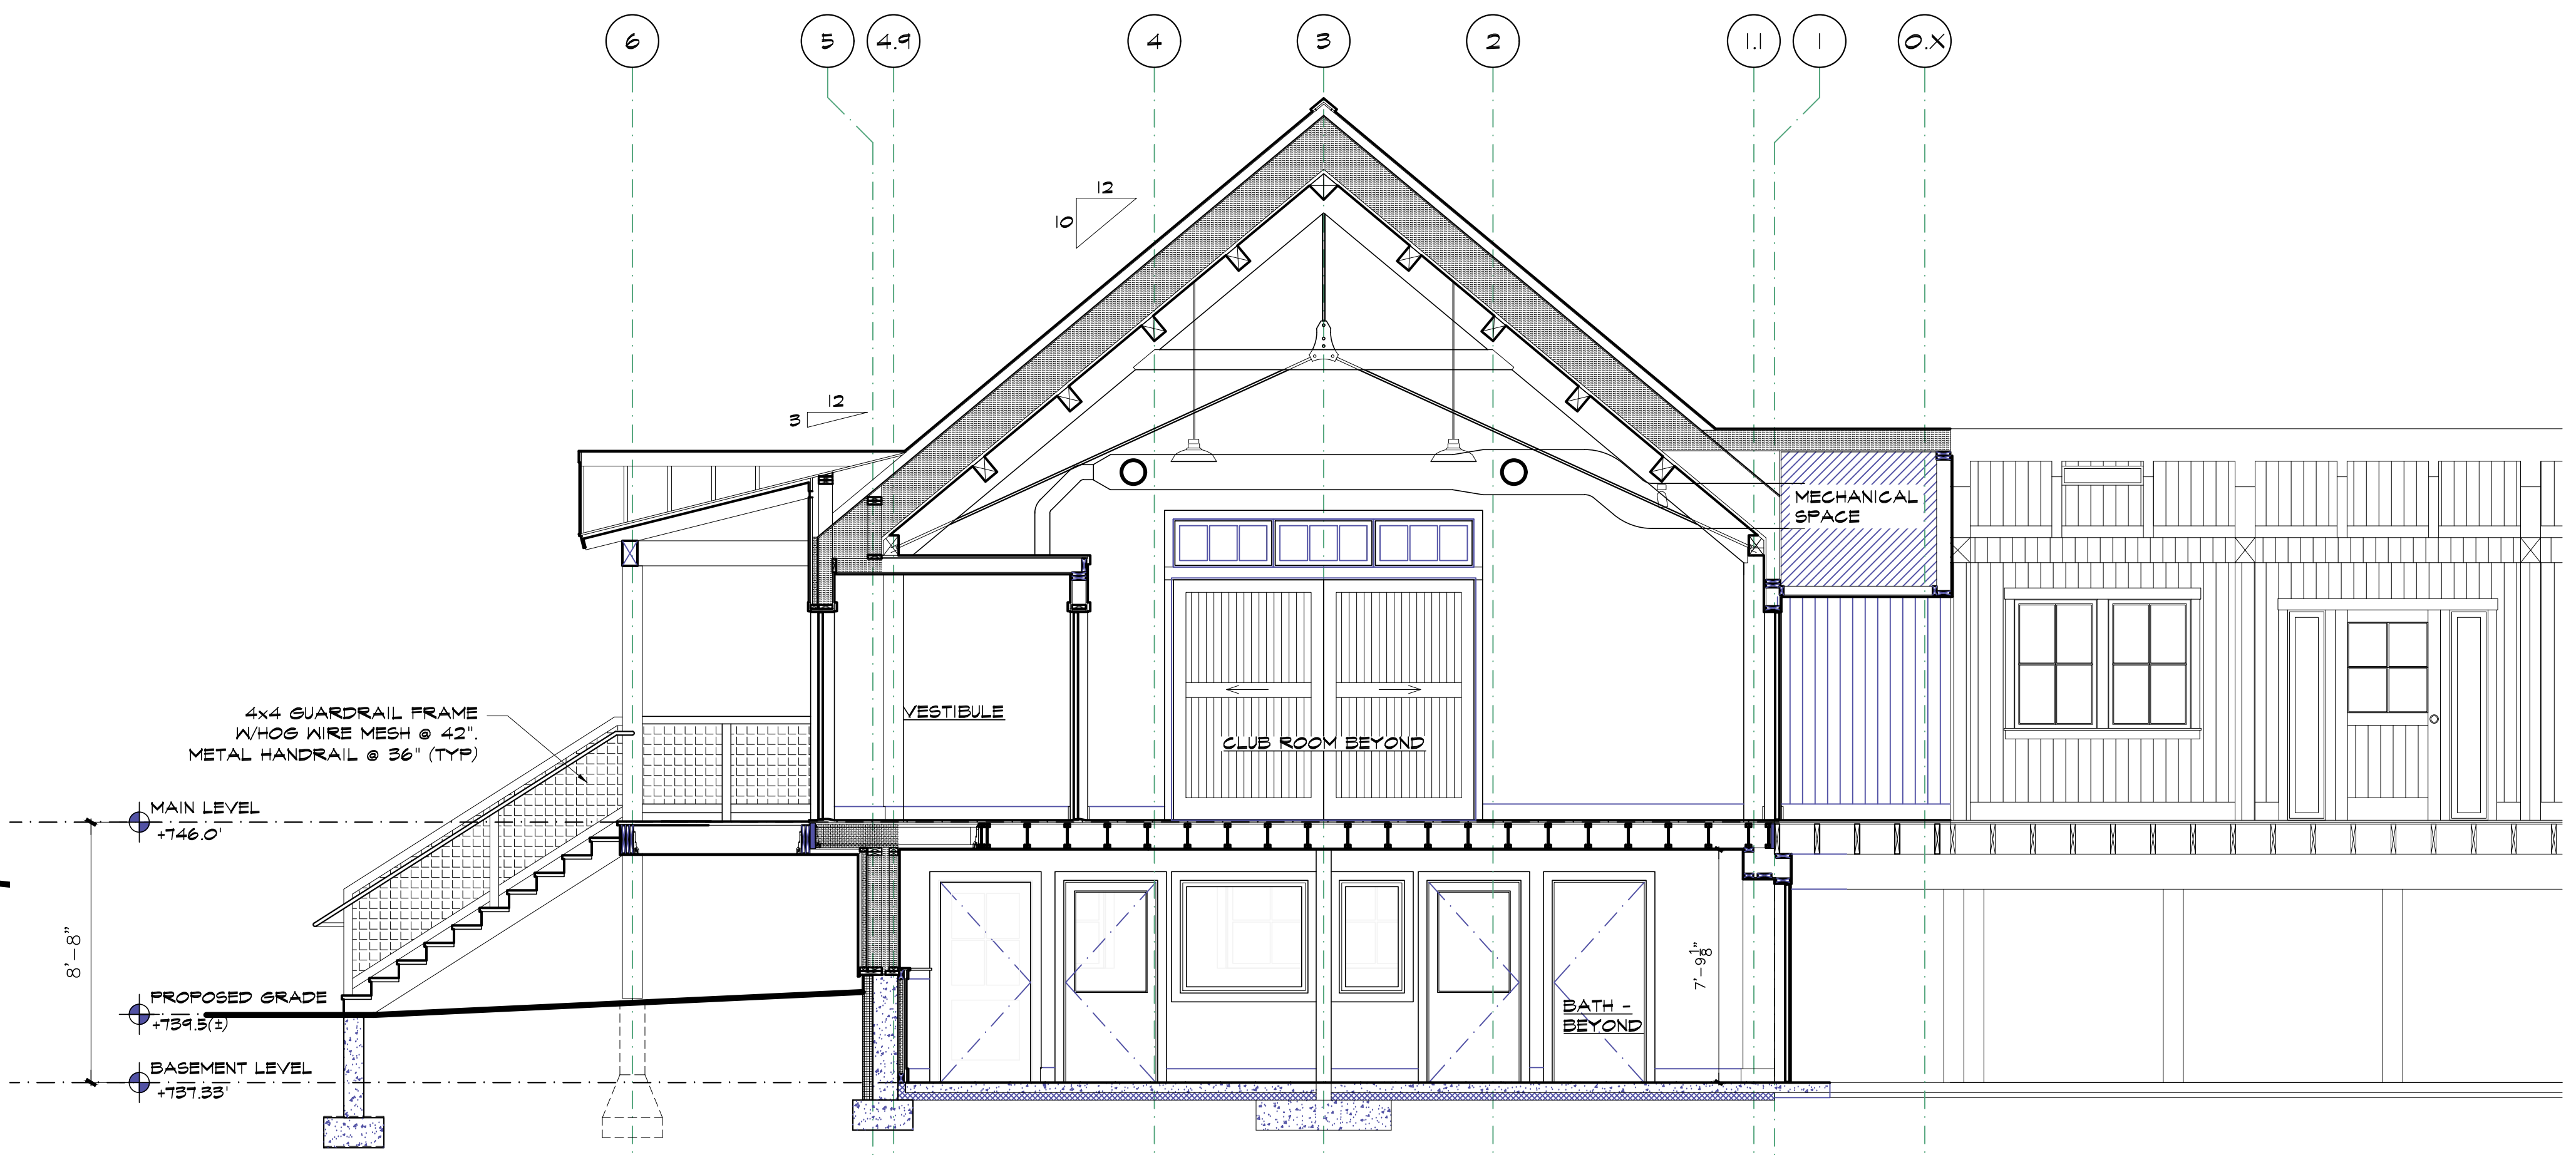 6
5
4.9
4
3
2
1.1
1
0.X
12
10
12
3
MECHANICAL
SPACE
4x4 GUARDRAIL FRAME
W/HOG WIRE MESH @ 42".
METAL HANDRAIL @ 36" (TYP)
VESTIBULE
CLUB ROOM BEYOND
MAIN LEVEL
+746.0'
8'-8"
7'-9 1/8"
PROPOSED GRADE
+739.5(±)
BATH -
BEYOND
BASEMENT LEVEL
+737.33'